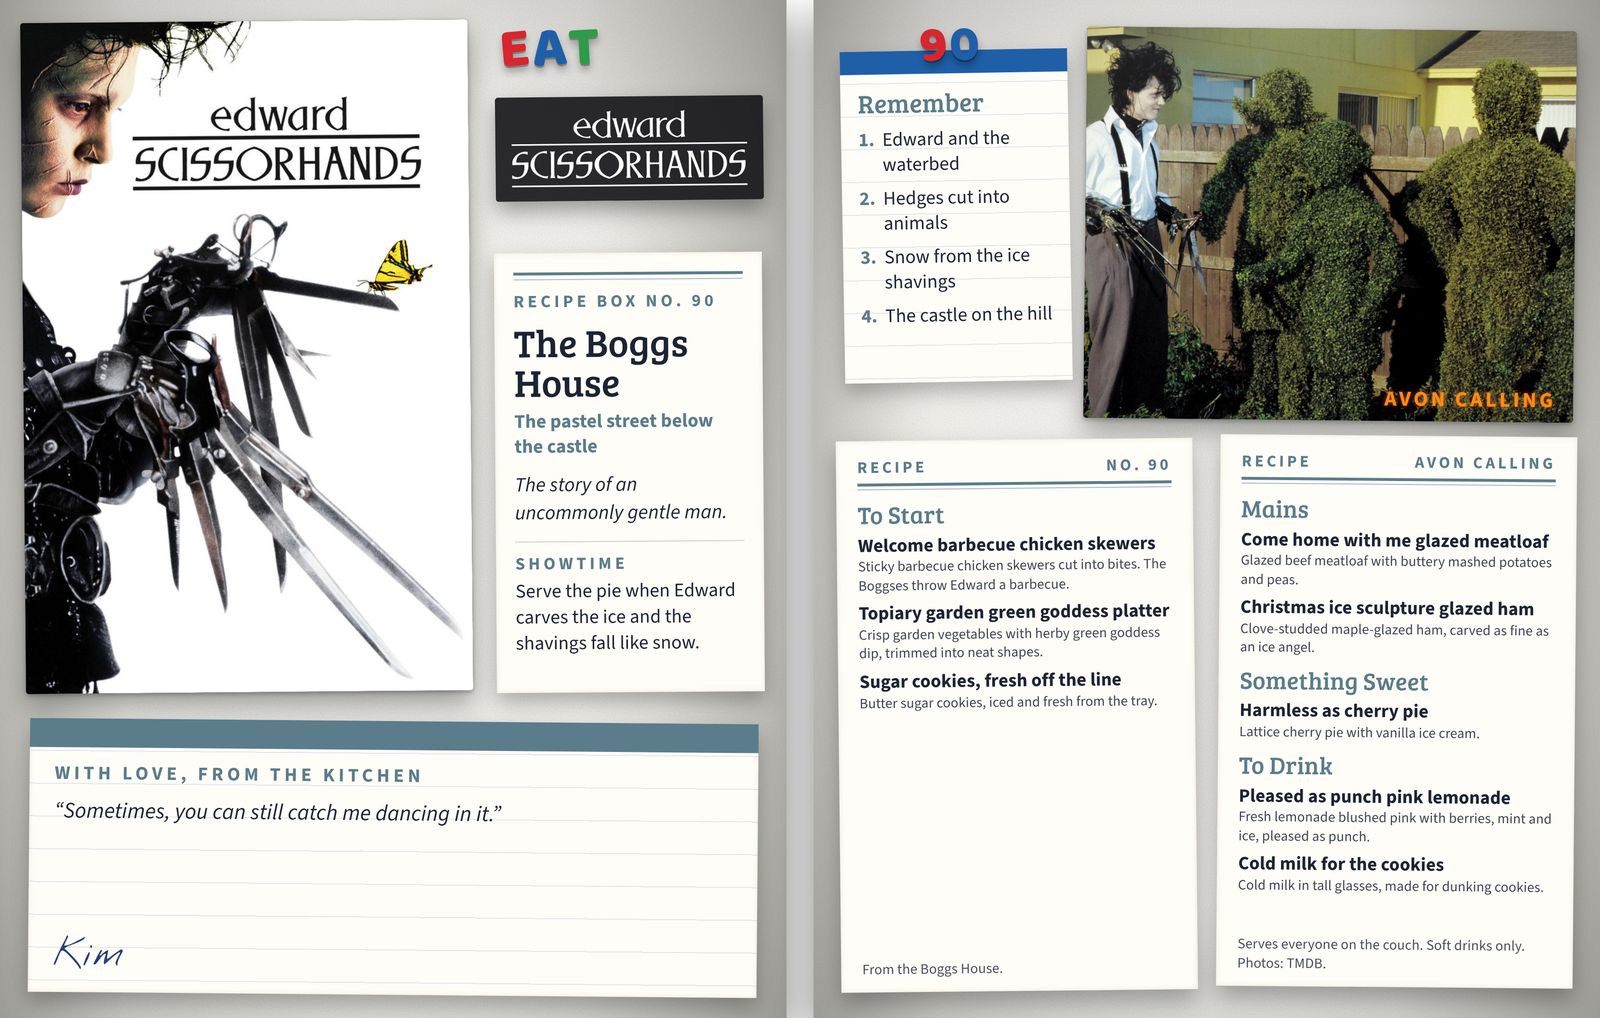 edward
SCISSORHANDS
EAT
edward
SCISSORHANDS
RECIPE BOX NO. 90
The Boggs
House
The pastel street below
the castle
The story of an
uncommonly gentle man.
SHOWTIME
Serve the pie when Edward
carves the ice and the
shavings fall like snow.
WITH LOVE, FROM THE KITCHEN
“Sometimes, you can still catch me dancing in it.”
Kim
90
Remember
1. Edward and the
waterbed
2. Hedges cut into
animals
3. Snow from the ice
shavings
4. The castle on the hill
AVON CALLING
RECIPE NO. 90
To Start
Welcome barbecue chicken skewers
Sticky barbecue chicken skewers cut into bites. The
Boggses throw Edward a barbecue.
Topiary garden green goddess platter
Crisp garden vegetables with herby green goddess
dip, trimmed into neat shapes.
Sugar cookies, fresh off the line
Butter sugar cookies, iced and fresh from the tray.
From the Boggs House.
RECIPE AVON CALLING
Mains
Come home with me glazed meatloaf
Glazed beef meatloaf with buttery mashed potatoes
and peas.
Christmas ice sculpture glazed ham
Clove-studded maple-glazed ham, carved as fine as
an ice angel.
Something Sweet
Harmless as cherry pie
Lattice cherry pie with vanilla ice cream.
To Drink
Pleased as punch pink lemonade
Fresh lemonade blushed pink with berries, mint and
ice, pleased as punch.
Cold milk for the cookies
Cold milk in tall glasses, made for dunking cookies.
Serves everyone on the couch. Soft drinks only.
Photos: TMDB.